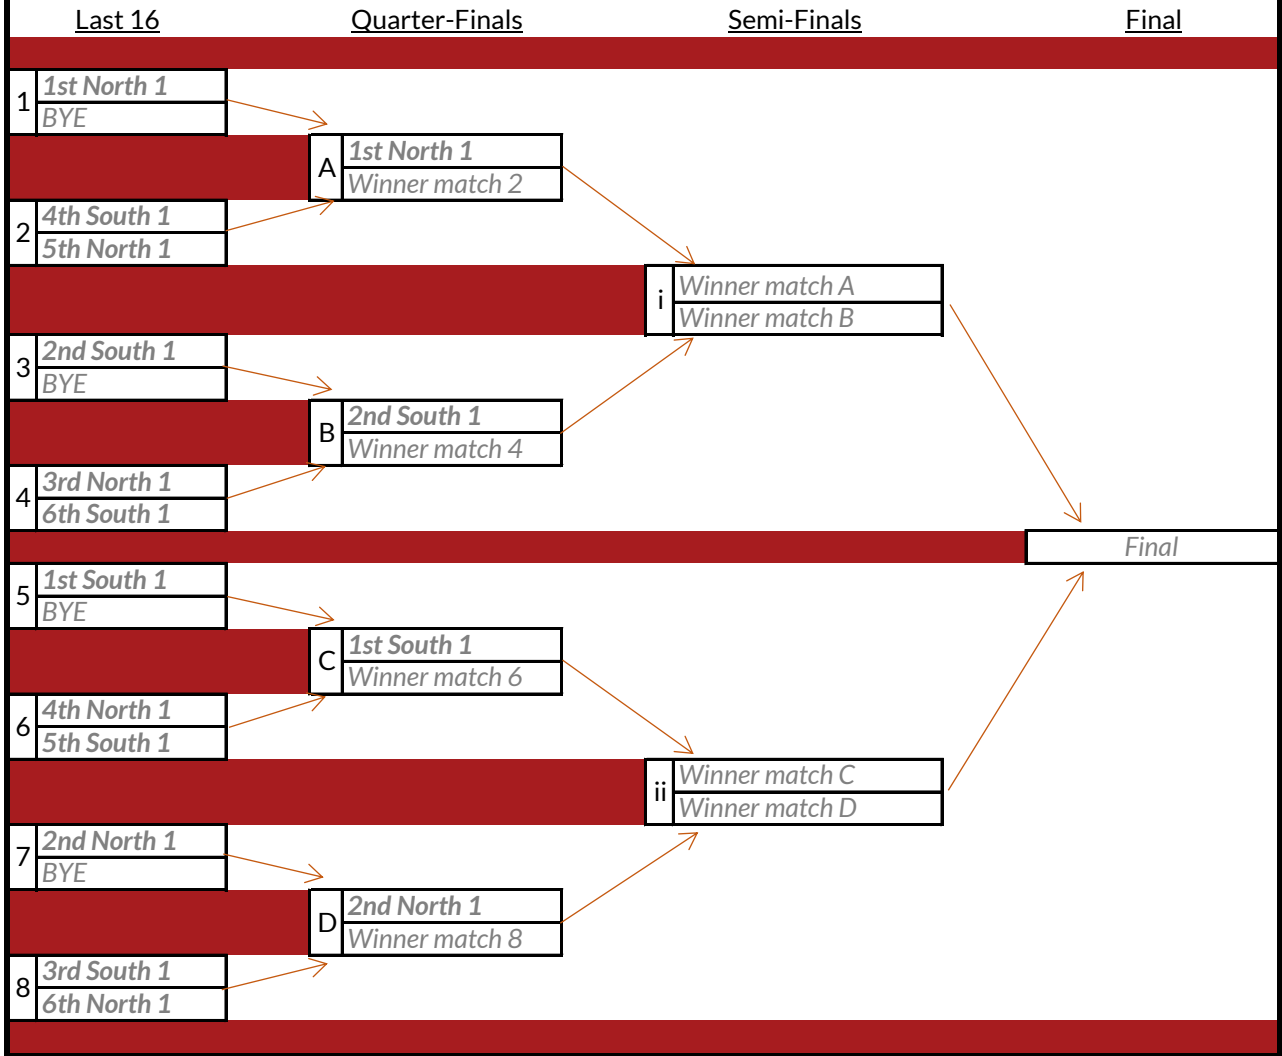 Last 16 Quarter-Finals Semi-Finals Final
1 1st North 1
BYE
A 1st North 1
Winner match 2
2 4th South 1
5th North 1
i Winner match A
Winner match B
3 2nd South 1
BYE
B 2nd South 1
Winner match 4
4 3rd North 1
6th South 1
Final
5 1st South 1
BYE
C 1st South 1
Winner match 6
6 4th North 1
5th South 1
ii Winner match C
Winner match D
7 2nd North 1
BYE
D 2nd North 1
Winner match 8
8 3rd South 1
6th North 1